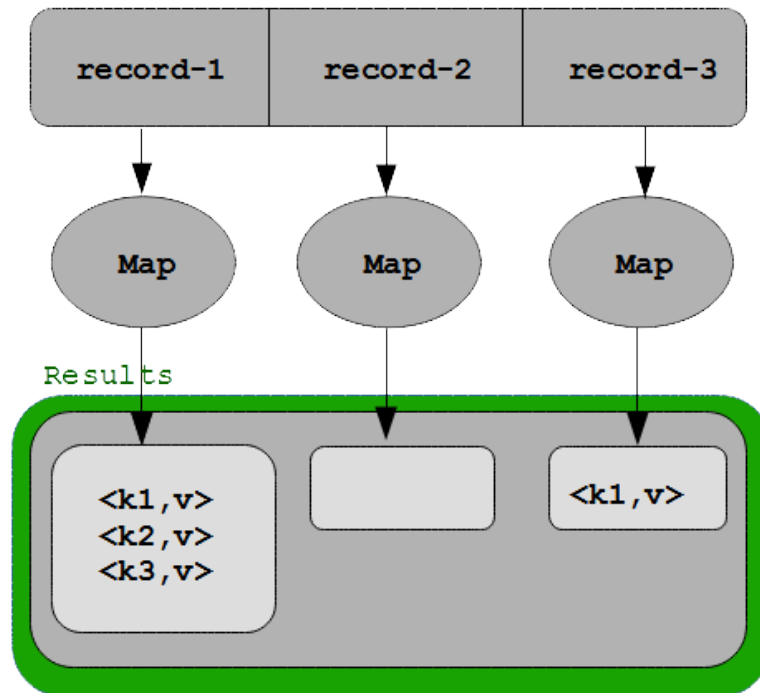 record-1 record-2 record-3
Map Map Map
Results
<k1,v> <k1,v>
<k2,v>
<k3,v>